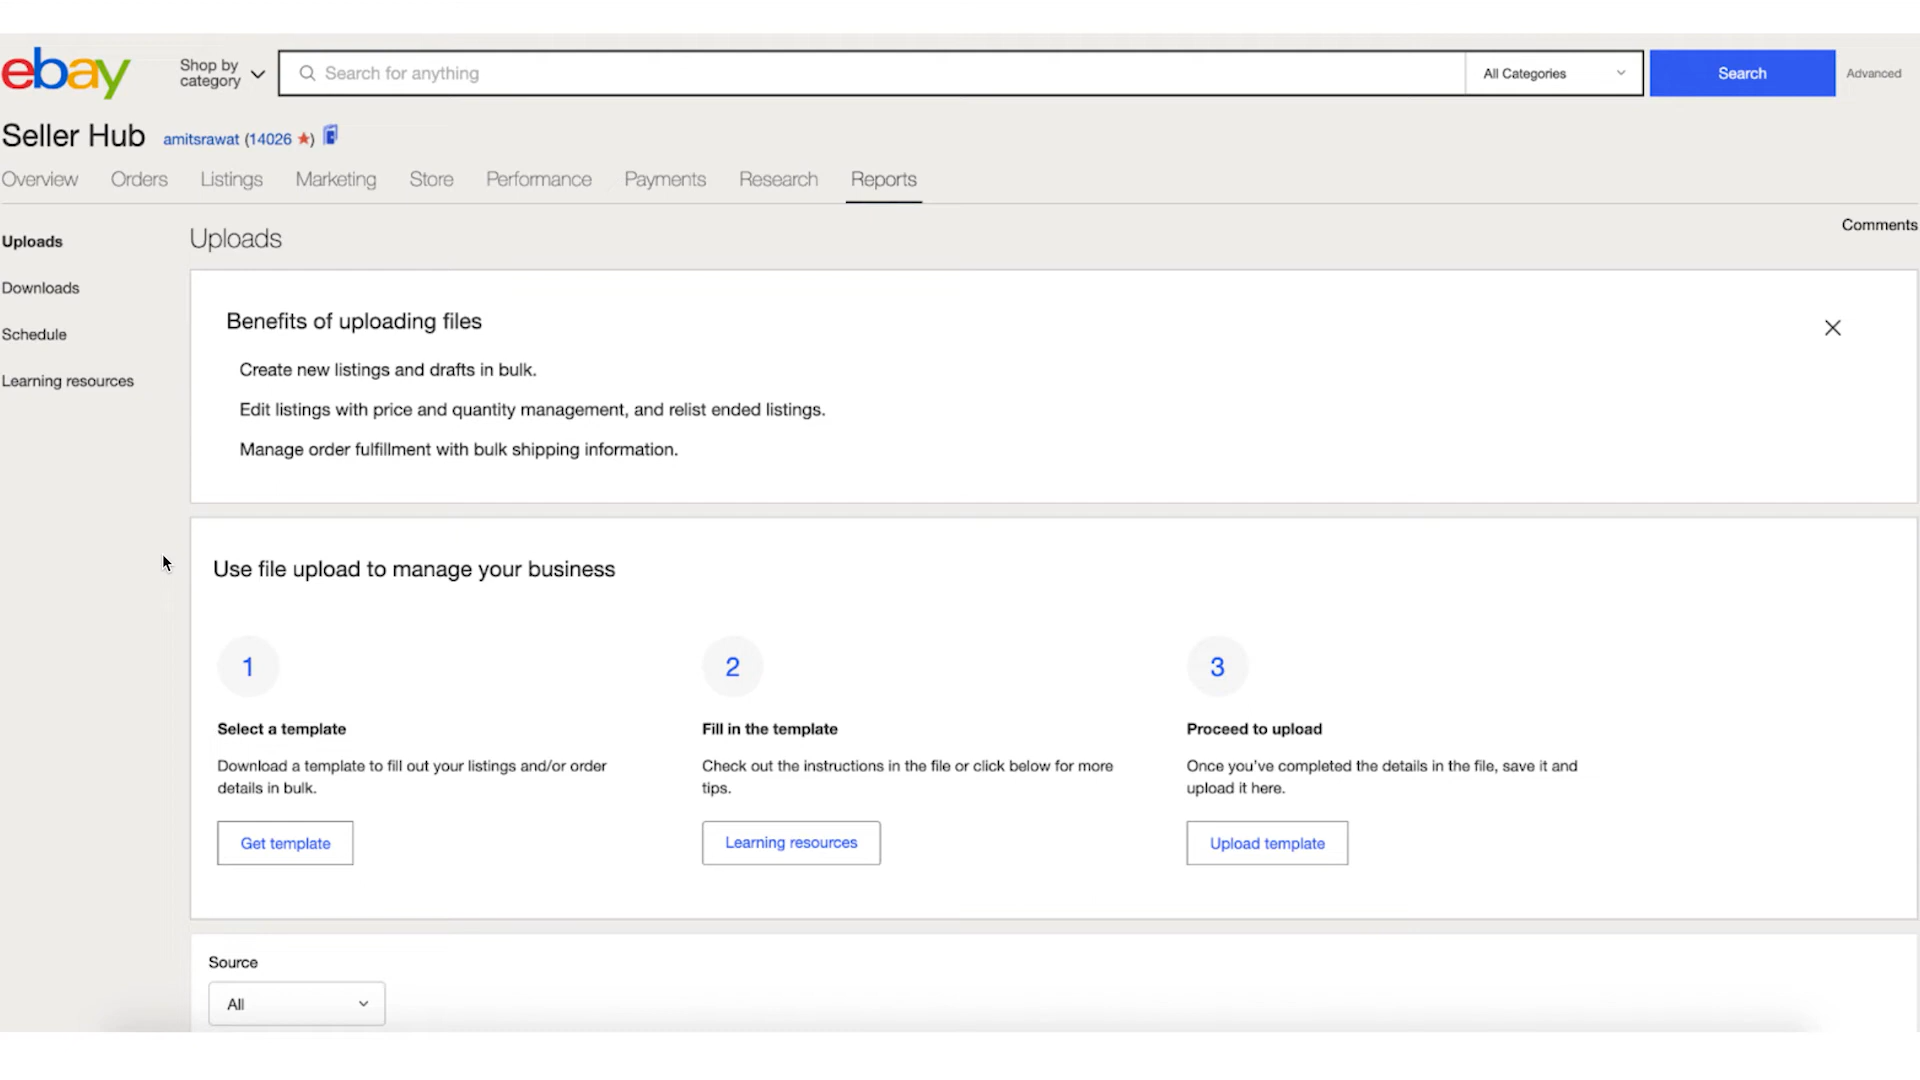 ebay
Shop by
category
Search for anything
All Categories
Search
Advanced
Seller Hub
amitsrawat (14026 ★)
Overview
Orders
Listings
Marketing
Store
Performance
Payments
Research
Reports
Comments
Uploads
Downloads
Schedule
Learning resources
Uploads
Benefits of uploading files
Create new listings and drafts in bulk.
Edit listings with price and quantity management, and relist ended listings.
Manage order fulfillment with bulk shipping information.
Use file upload to manage your business
1
Select a template
Download a template to fill out your listings and/or order
details in bulk.
Get template
2
Fill in the template
Check out the instructions in the file or click below for more
tips.
Learning resources
3
Proceed to upload
Once you've completed the details in the file, save it and
upload it here.
Upload template
Source
All